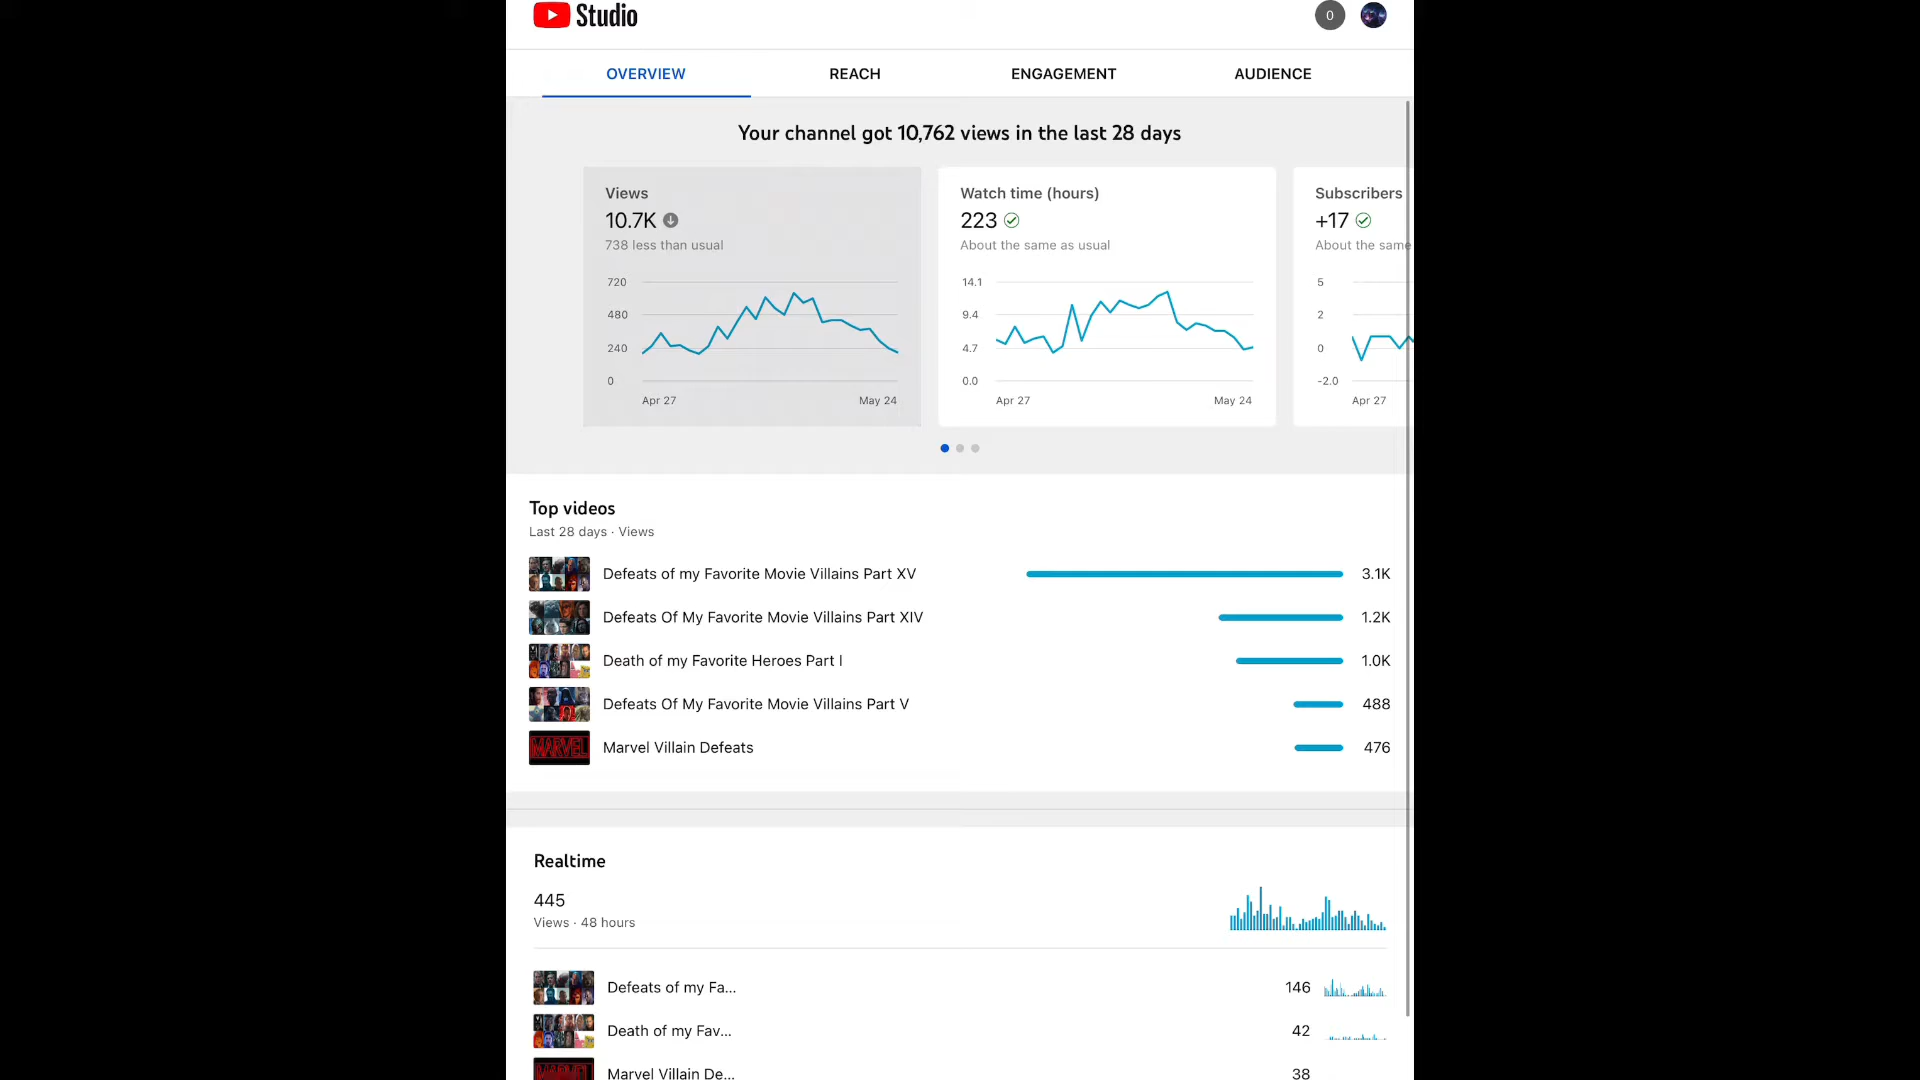 Studio
0
OVERVIEW
REACH
ENGAGEMENT
AUDIENCE
Your channel got 10,762 views in the last 28 days
Views
10.7K
738 less than usual
720
480
240
0
Apr 27
May 24
Watch time (hours)
223
About the same as usual
14.1
9.4
4.7
0.0
Apr 27
May 24
Subscribers
+17
About the same
5
2
0
-2.0
Apr 27
Top videos
Last 28 days · Views
Defeats of my Favorite Movie Villains Part XV 3.1K
Defeats Of My Favorite Movie Villains Part XIV 1.2K
Death of my Favorite Heroes Part I 1.0K
Defeats Of My Favorite Movie Villains Part V 488
MARVEL
Marvel Villain Defeats 476
Realtime
445
Views · 48 hours
Defeats of my Fa... 146
Death of my Fav... 42
MARVEL
Marvel Villain De... 38